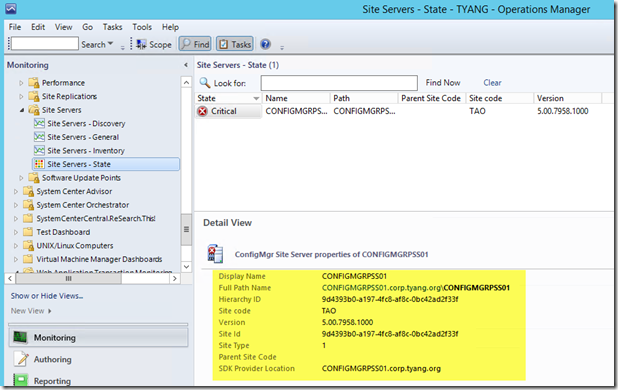 Site Servers - State - TYANG - Operations Manager
File Edit View Go Tasks Tools Help
Search Scope Find Tasks
Monitoring
Performance
Site Replications
Site Servers
Site Servers - Discovery
Site Servers - General
Site Servers - Inventory
Site Servers - State
Software Update Points
System Center Advisor
System Center Orchestrator
SystemCenterCentral.ReSearch.This!
Test Dashboard
UNIX/Linux Computers
Virtual Machine Manager Dashboards
Web Application Transaction Monitoring
Show or Hide Views...
New View
Monitoring
Authoring
Reporting
Site Servers - State (1)
Look for: Find Now Clear
State Name Path Parent Site Code Site code Version
Critical CONFIGMGRPS... CONFIGMGRPS... TAO 5.00.7958.1000
Detail View
ConfigMgr Site Server properties of CONFIGMGRPSS01
Display Name CONFIGMGRPSS01
Full Path Name CONFIGMGRPSS01.corp.tyang.org\CONFIGMGRPSS01
Hierarchy ID 9d4393b0-a197-4fc8-af8c-0bc42ad2f33f
Site code TAO
Version 5.00.7958.1000
Site Id 9d4393b0-a197-4fc8-af8c-0bc42ad2f33f
Site Type 1
Parent Site Code
SDK Provider Location CONFIGMGRPSS01.corp.tyang.org